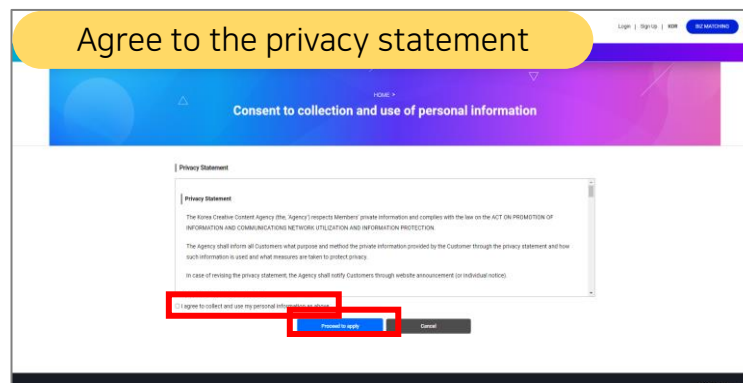 Agree to the privacy statement
Login | Sign Up | KOR BIZ MATCHING
HOME >
Consent to collection and use of personal information
Privacy Statement
Privacy Statement
The Korea Creative Content Agency (the, 'Agency') respects Members' private information and complies with the law on the ACT ON PROMOTION OF
INFORMATION AND COMMUNICATIONS NETWORK UTILIZATION AND INFORMATION PROTECTION.
The Agency shall inform all Customers what purpose and method the private information provided by the Customer through the privacy statement and how
such information is used and what measures are taken to protect privacy.
In case of revising the privacy statement, the Agency shall notify Customers through website announcement (or individual notice).
I agree to collect and use my personal information as above.
Proceed to apply Cancel